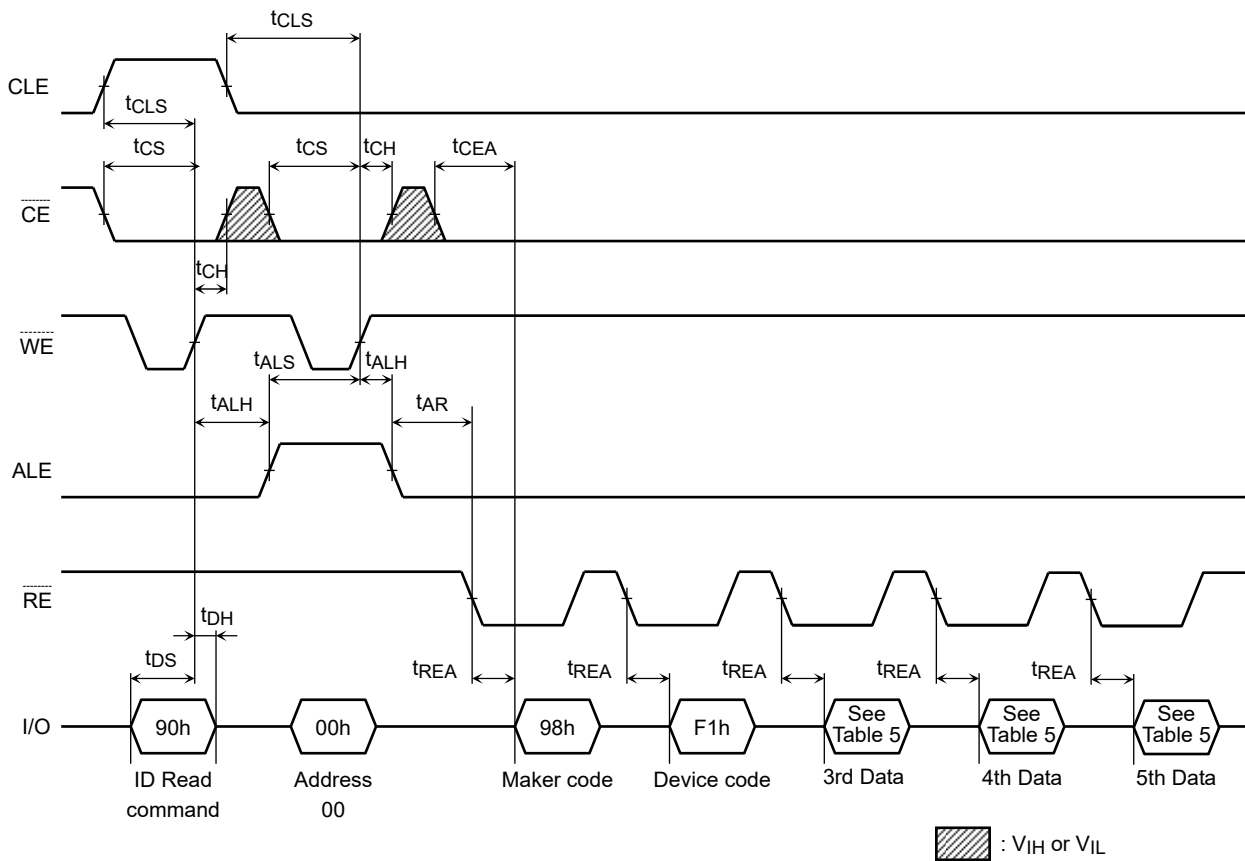 tCLS
CLE
tCLS
tCS tCS tCH tCEA
CE
tCH
WE
tALS tALH
tALH tAR
ALE
RE
tDH
tDS tREA tREA tREA tREA tREA
I/O 90h 00h 98h F1h See Table 5 See Table 5 See Table 5
ID Read command Address 00 Maker code Device code 3rd Data 4th Data 5th Data
: VIH or VIL